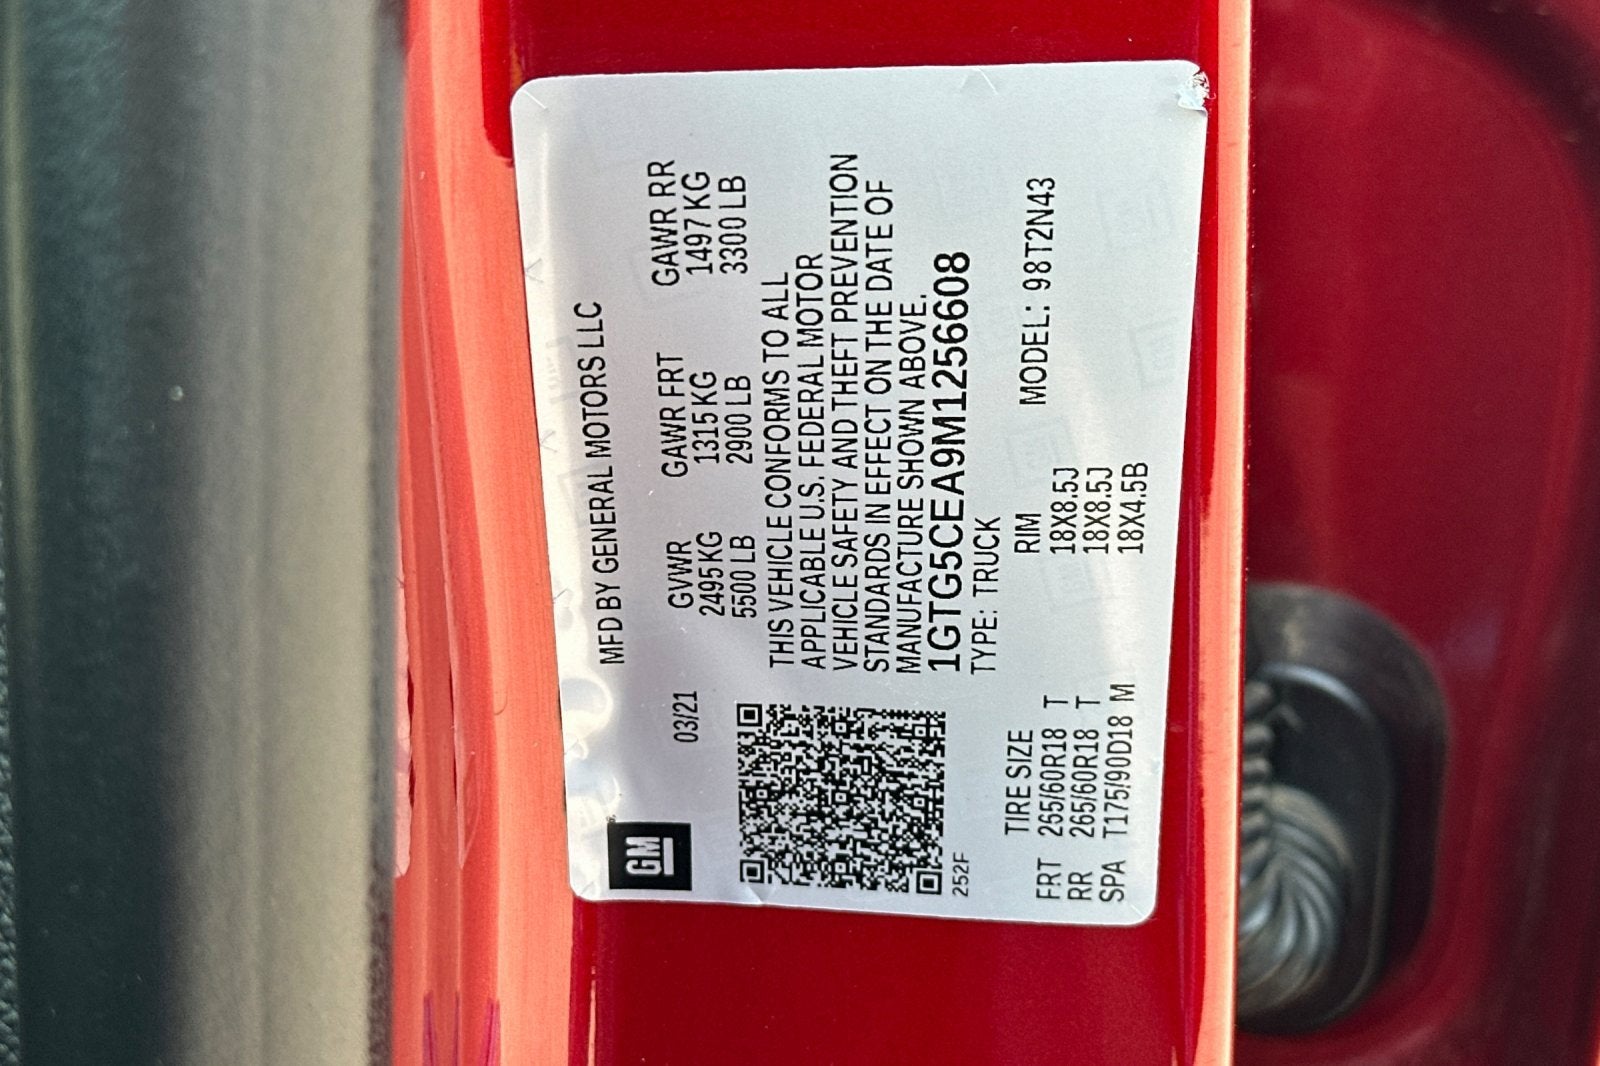 GM
MFD BY GENERAL MOTORS LLC
03/21
GVWR GAWR FRT GAWR RR
2495 KG 1315 KG 1497 KG
5500 LB 2900 LB 3300 LB
THIS VEHICLE CONFORMS TO ALL
APPLICABLE U.S. FEDERAL MOTOR
VEHICLE SAFETY AND THEFT PREVENTION
STANDARDS IN EFFECT ON THE DATE OF
MANUFACTURE SHOWN ABOVE.
1GTG5CEA9M1256608
252F
TYPE: TRUCK
MODEL: 98T2N43
TIRE SIZE RIM
FRT 265/60R18 T 18X8.5J
RR 265/60R18 T 18X8.5J
SPA T175/90D18 M 18X4.5B